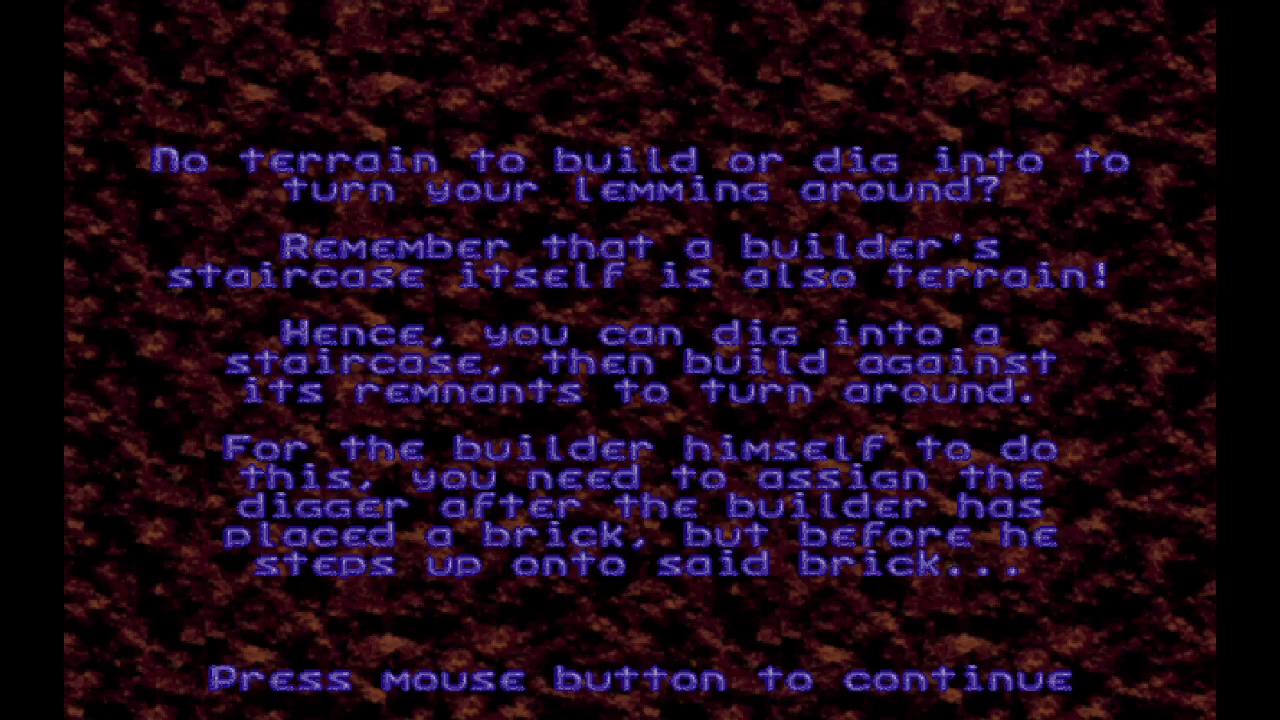 No terrain to build or dig into to
turn your lemming around?
Remember that a builder's
staircase itself is also terrain!
Hence, you can dig into a
staircase, then build against
its remnants to turn around.
For the builder himself to do
this, you need to assign the
digger after the builder has
placed a brick, but before he
steps up onto said brick...
Press mouse button to continue